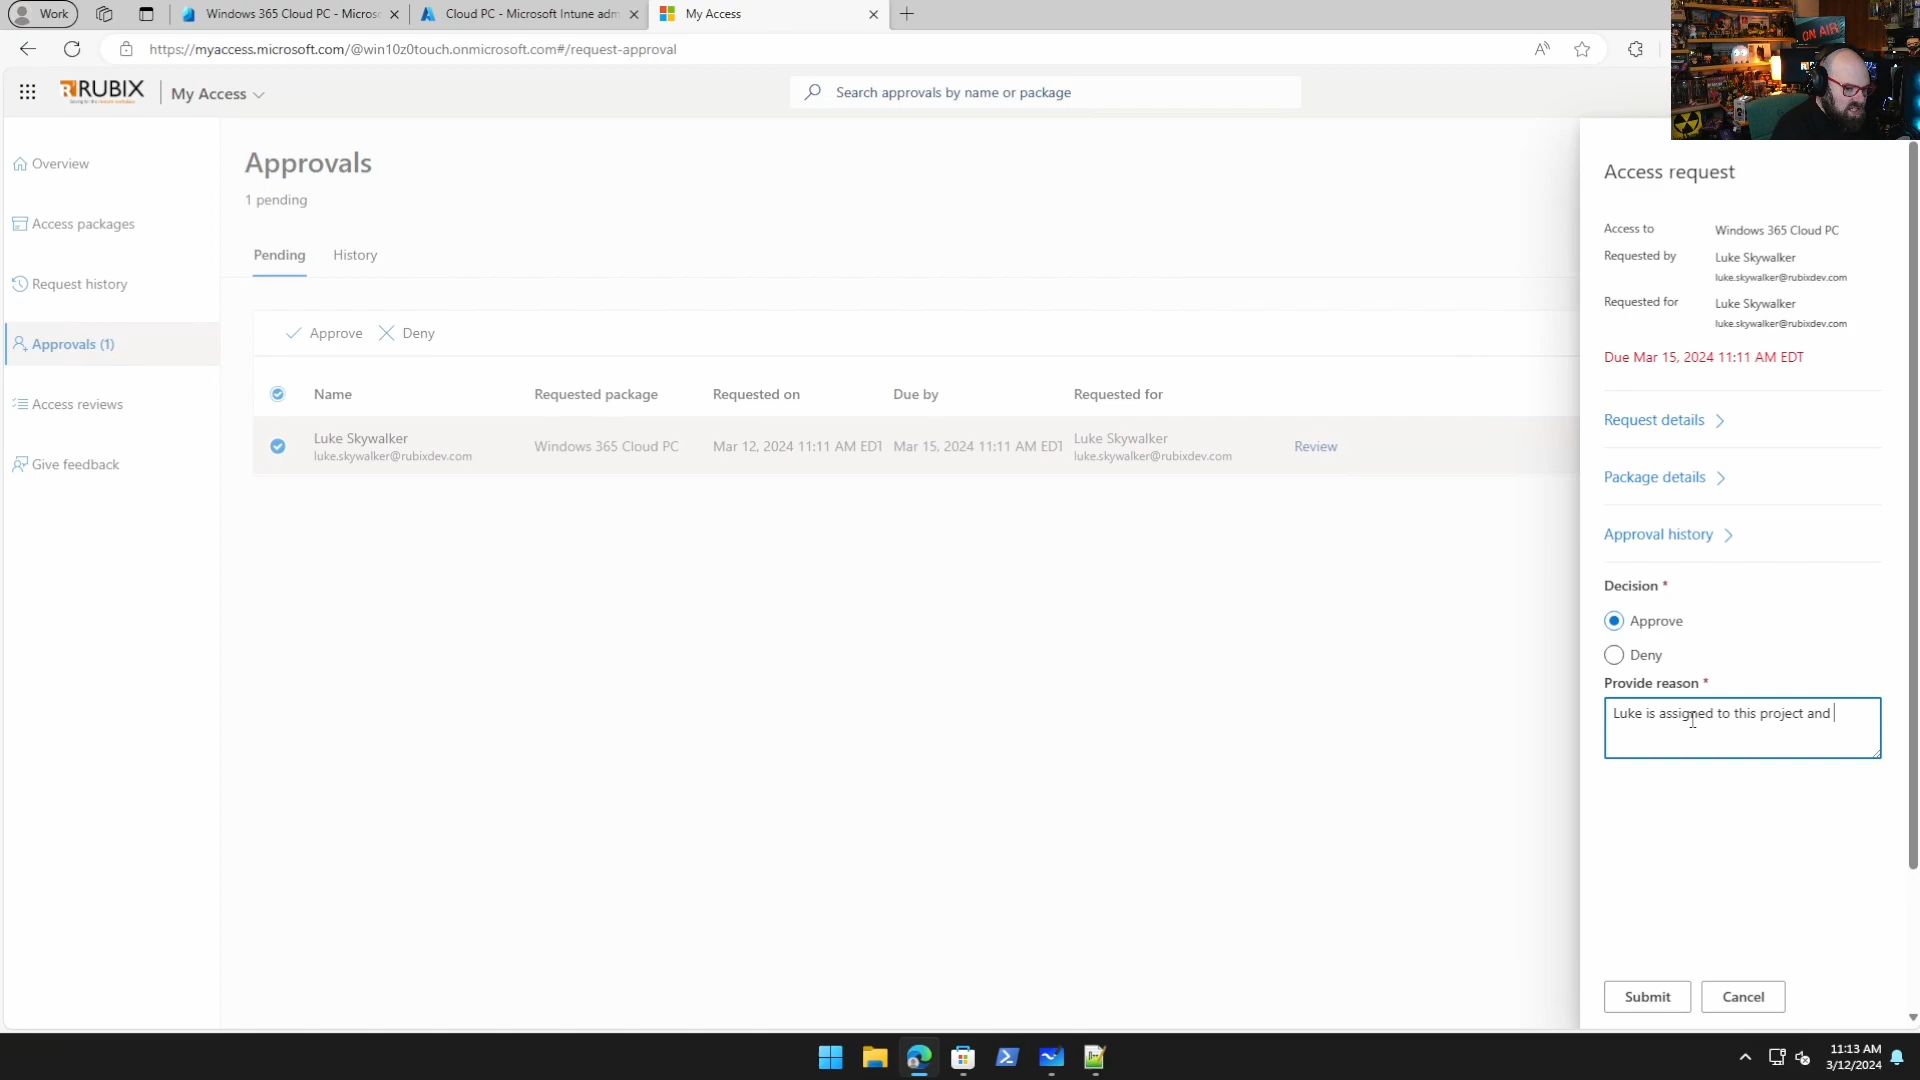 Work
Windows 365 Cloud PC - Micros
Cloud PC - Microsoft Intune adm
My Access
https://myaccess.microsoft.com/@win10z0touch.onmicrosoft.com#/request-approval
RUBIX
My Access
Search approvals by name or package
ON AIR
Overview
Access packages
Request history
Approvals (1)
Access reviews
Give feedback
Approvals
1 pending
Pending
History
Approve
Deny
Name
Requested package
Requested on
Due by
Requested for
Luke Skywalker
luke.skywalker@rubixdev.com
Windows 365 Cloud PC
Mar 12, 2024 11:11 AM EDT
Mar 15, 2024 11:11 AM EDT
Luke Skywalker
luke.skywalker@rubixdev.com
Review
Access request
Access to
Windows 365 Cloud PC
Requested by
Luke Skywalker
luke.skywalker@rubixdev.com
Requested for
Luke Skywalker
luke.skywalker@rubixdev.com
Due Mar 15, 2024 11:11 AM EDT
Request details
Package details
Approval history
Decision *
Approve
Deny
Provide reason *
Luke is assigned to this project and
Submit
Cancel
11:13 AM
3/12/2024